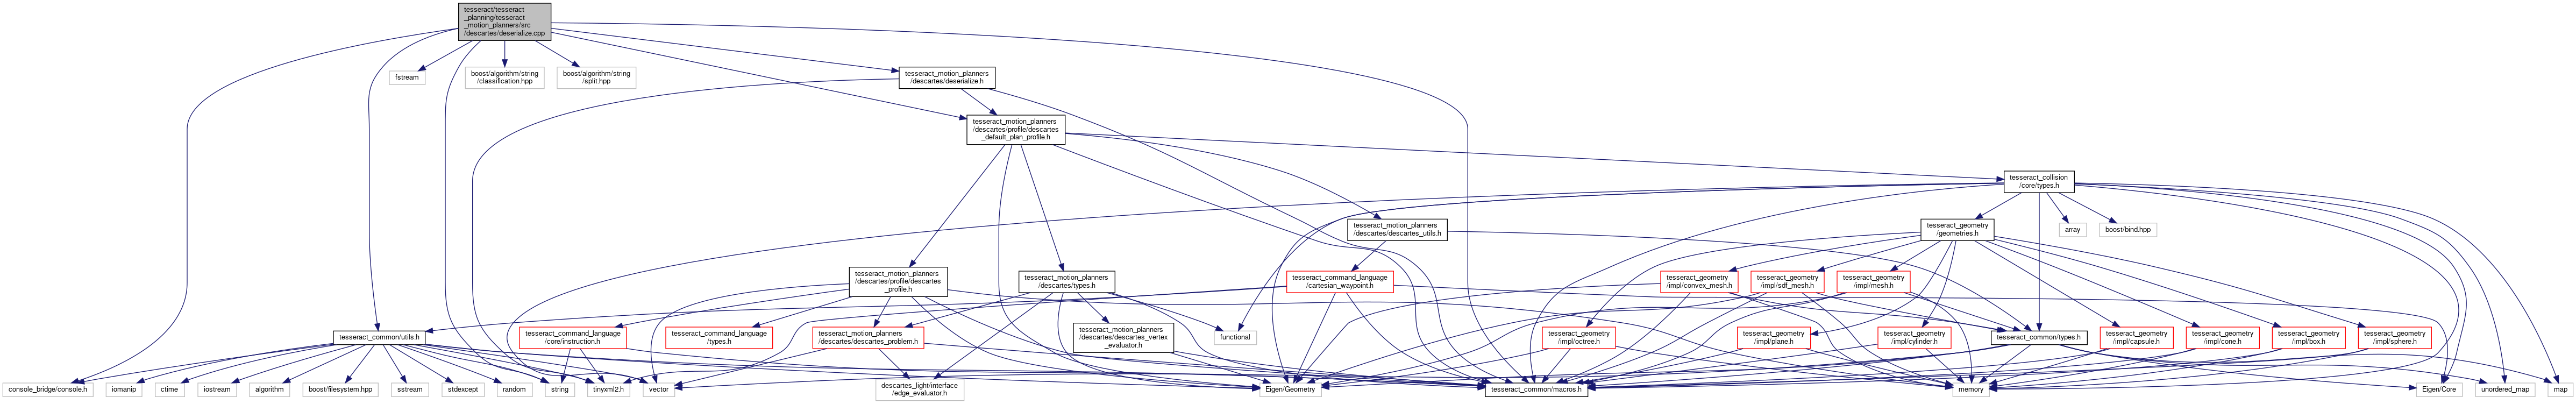 tesseract/tesseract
_planning/tesseract
_motion_planners/src
/descartes/deserialize.cpp
fstream
boost/algorithm/string
/classification.hpp
boost/algorithm/string
/split.hpp
tesseract_motion_planners
/descartes/deserialize.h
tesseract_motion_planners
/descartes/profile/descartes
_default_plan_profile.h
tesseract_collision
/core/types.h
tesseract_motion_planners
/descartes/descartes_utils.h
tesseract_geometry
/geometries.h
array
boost/bind.hpp
tesseract_motion_planners
/descartes/profile/descartes
_profile.h
tesseract_motion_planners
/descartes/types.h
tesseract_command_language
/cartesian_waypoint.h
tesseract_geometry
/impl/convex_mesh.h
tesseract_geometry
/impl/sdf_mesh.h
tesseract_geometry
/impl/mesh.h
tesseract_common/utils.h
tesseract_command_language
/core/instruction.h
tesseract_command_language
/types.h
tesseract_motion_planners
/descartes/descartes_problem.h
tesseract_motion_planners
/descartes/descartes_vertex
_evaluator.h
functional
tesseract_geometry
/impl/octree.h
tesseract_geometry
/impl/plane.h
tesseract_geometry
/impl/cylinder.h
tesseract_common/types.h
tesseract_geometry
/impl/capsule.h
tesseract_geometry
/impl/cone.h
tesseract_geometry
/impl/box.h
tesseract_geometry
/impl/sphere.h
console_bridge/console.h
iomanip
ctime
iostream
algorithm
boost/filesystem.hpp
sstream
stdexcept
random
string
tinyxml2.h
vector
descartes_light/interface
/edge_evaluator.h
Eigen/Geometry
tesseract_common/macros.h
memory
Eigen/Core
unordered_map
map